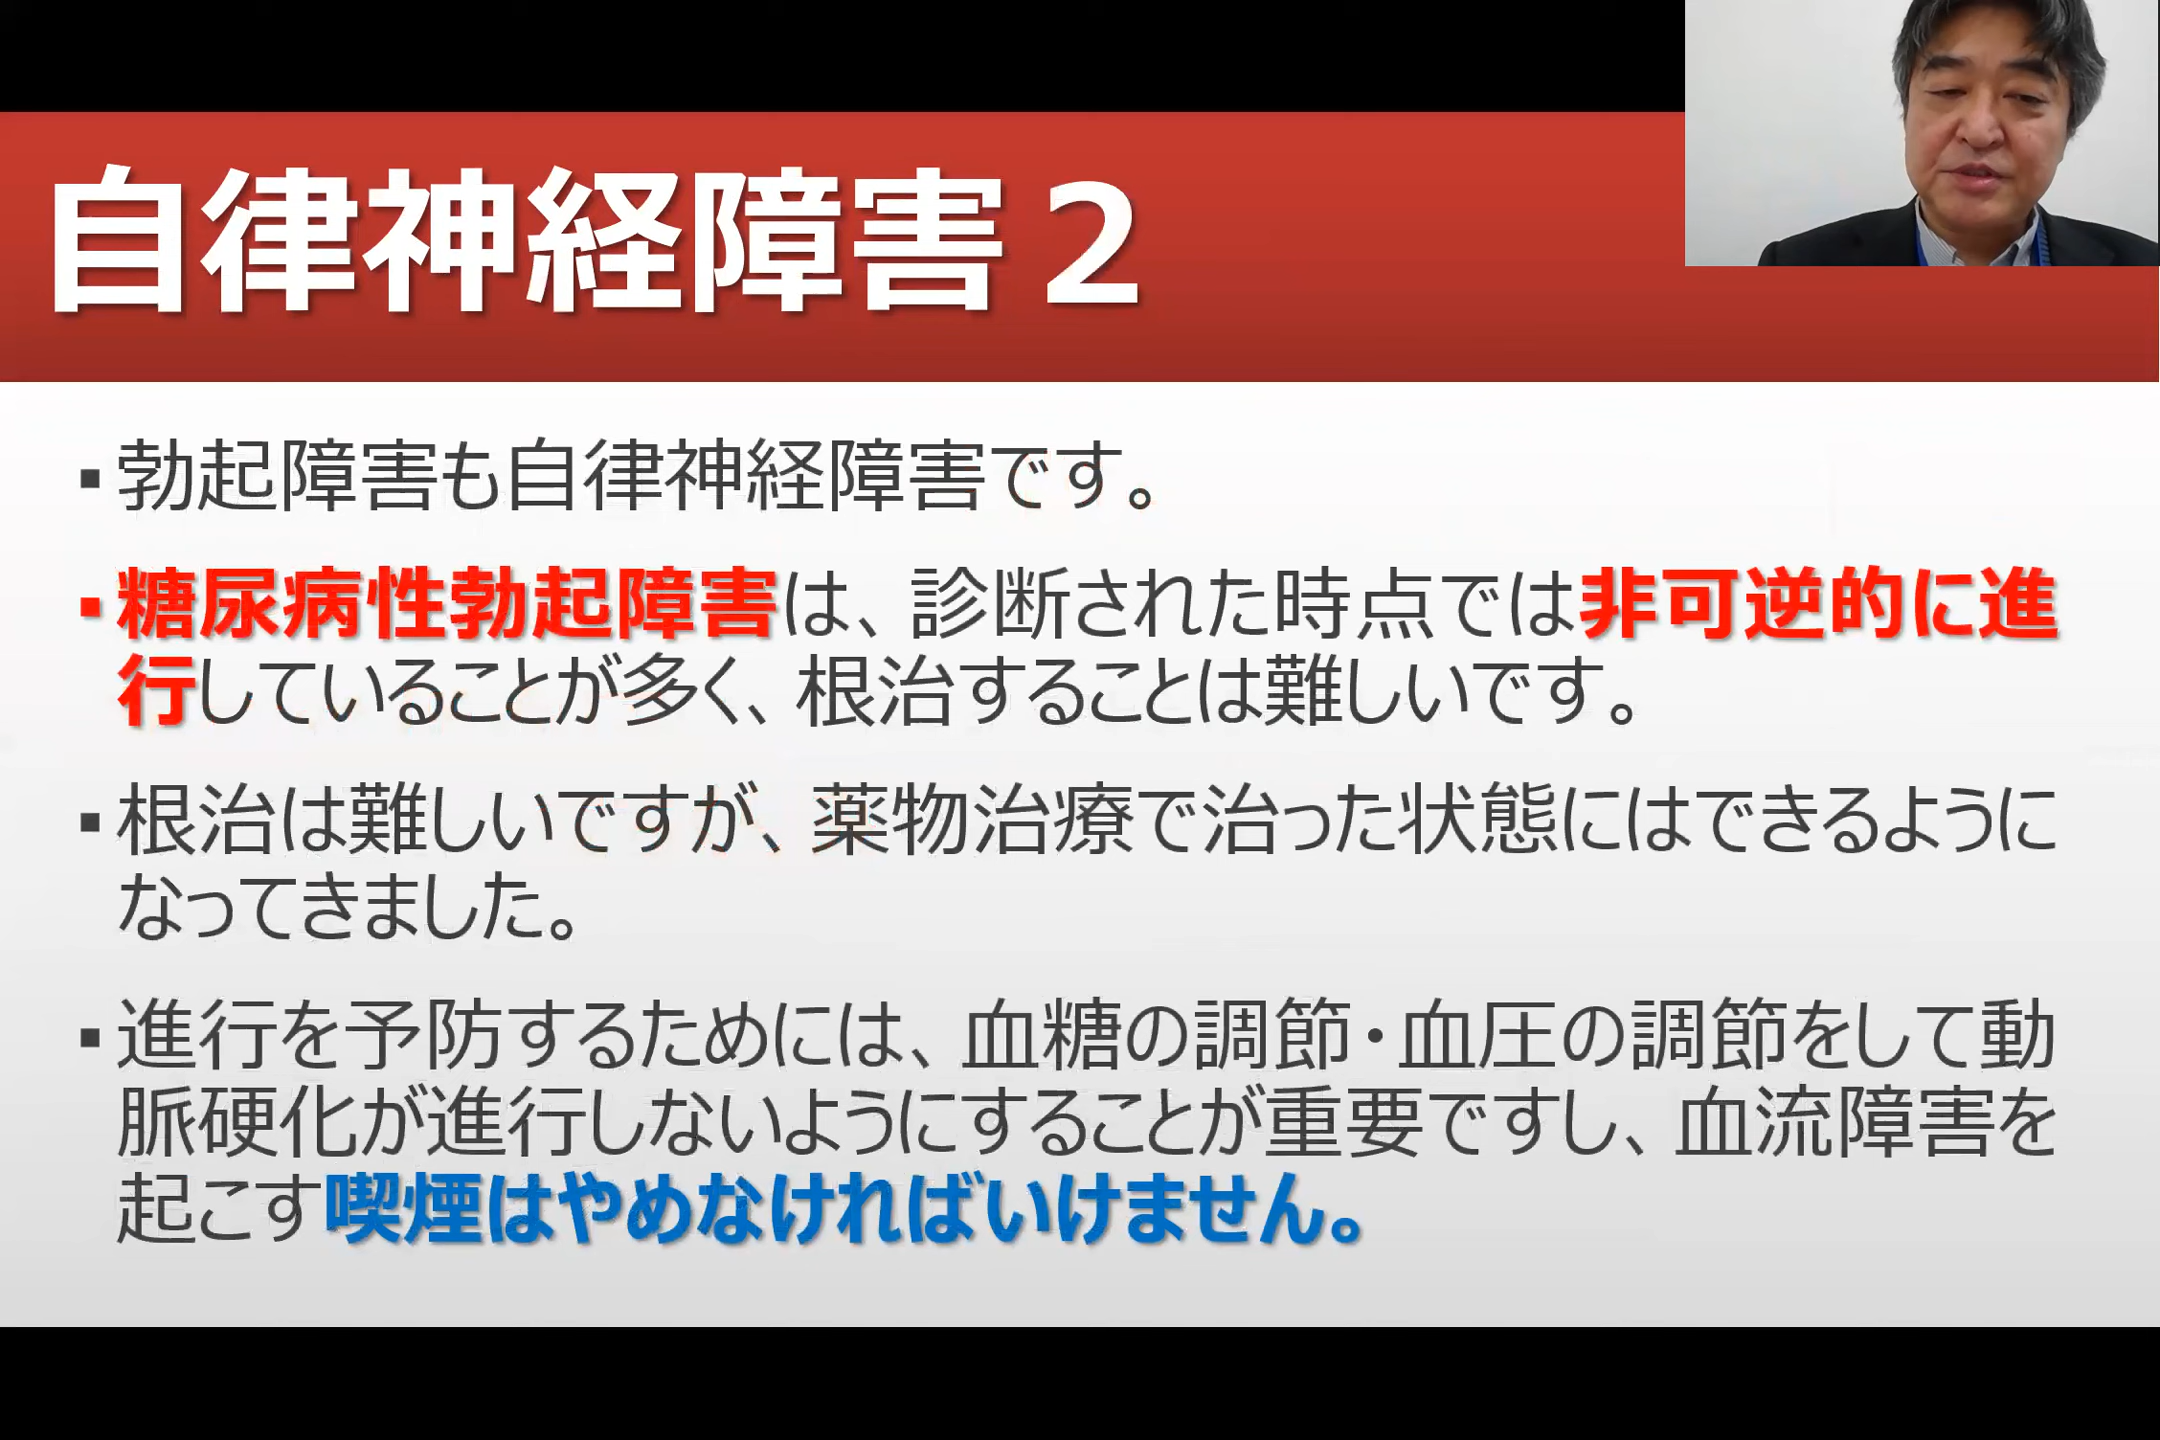 自律神経障害２
▪勃起障害も自律神経障害です。
▪糖尿病性勃起障害は、診断された時点では非可逆的に進
行していることが多く、根治することは難しいです。
▪根治は難しいですが、薬物治療で治った状態にはできるように
なってきました。
▪進行を予防するためには、血糖の調節・血圧の調節をして動
脈硬化が進行しないようにすることが重要ですし、血流障害を
起こす喫煙はやめなければいけません。